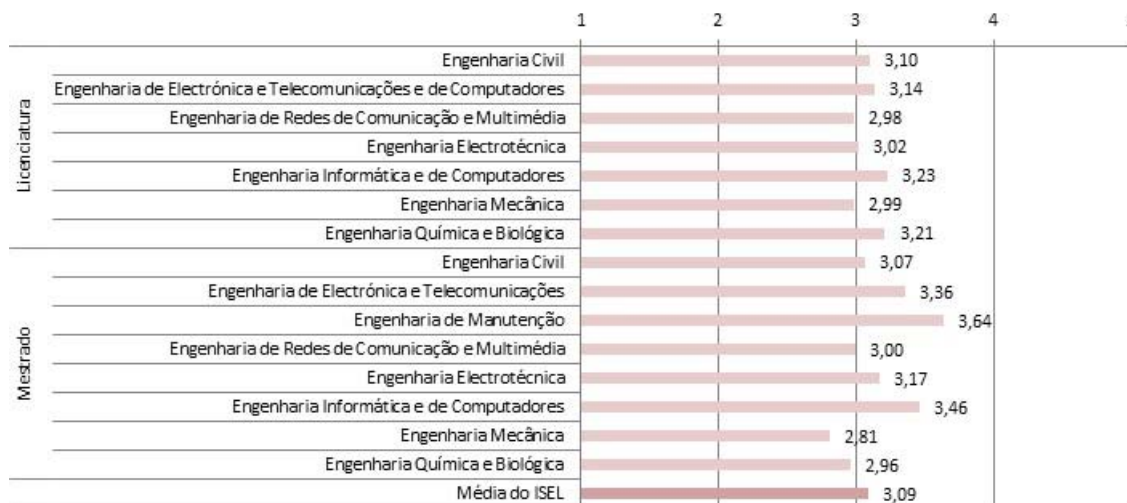 1 2 3 4
Licenciatura
Engenharia Civil 3,10
Engenharia de Electrónica e Telecomunicações e de Computadores 3,14
Engenharia de Redes de Comunicação e Multimédia 2,98
Engenharia Electrotécnica 3,02
Engenharia Informática e de Computadores 3,23
Engenharia Mecânica 2,99
Engenharia Química e Biológica 3,21
Mestrado
Engenharia Civil 3,07
Engenharia de Electrónica e Telecomunicações 3,36
Engenharia de Manutenção 3,64
Engenharia de Redes de Comunicação e Multimédia 3,00
Engenharia Electrotécnica 3,17
Engenharia Informática e de Computadores 3,46
Engenharia Mecânica 2,81
Engenharia Química e Biológica 2,96
Média do ISEL 3,09